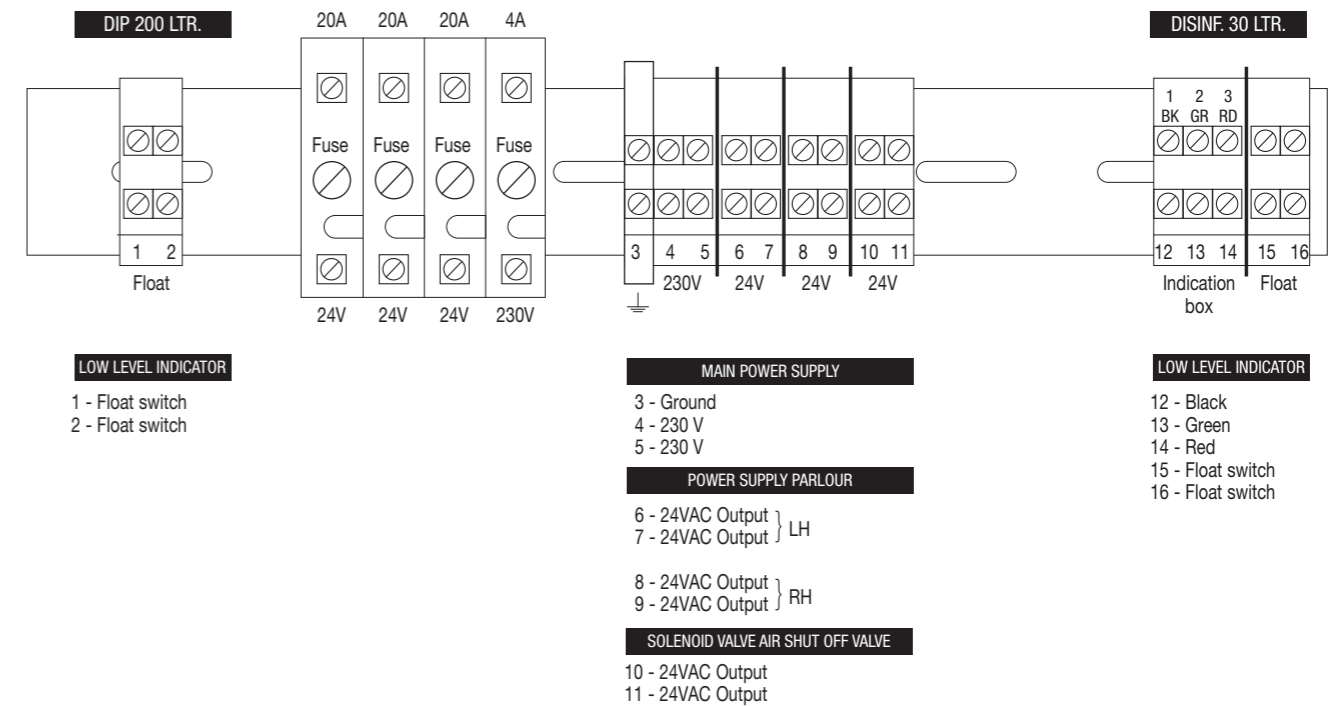 DIP 200 LTR.
20A 20A 20A 4A
DISINF. 30 LTR.
1 2 3
BK GR RD
Fuse Fuse Fuse Fuse
1 2
3 4 5 6 7 8 9 10 11
12 13 14 15 16
Float
230V 24V 24V 24V
Indication
box
Float
24V 24V 24V 230V
LOW LEVEL INDICATOR
1 - Float switch
2 - Float switch
MAIN POWER SUPPLY
3 - Ground
4 - 230 V
5 - 230 V
POWER SUPPLY PARLOUR
6 - 24VAC Output
7 - 24VAC Output
LH
8 - 24VAC Output
9 - 24VAC Output
RH
SOLENOID VALVE AIR SHUT OFF VALVE
10 - 24VAC Output
11 - 24VAC Output
LOW LEVEL INDICATOR
12 - Black
13 - Green
14 - Red
15 - Float switch
16 - Float switch